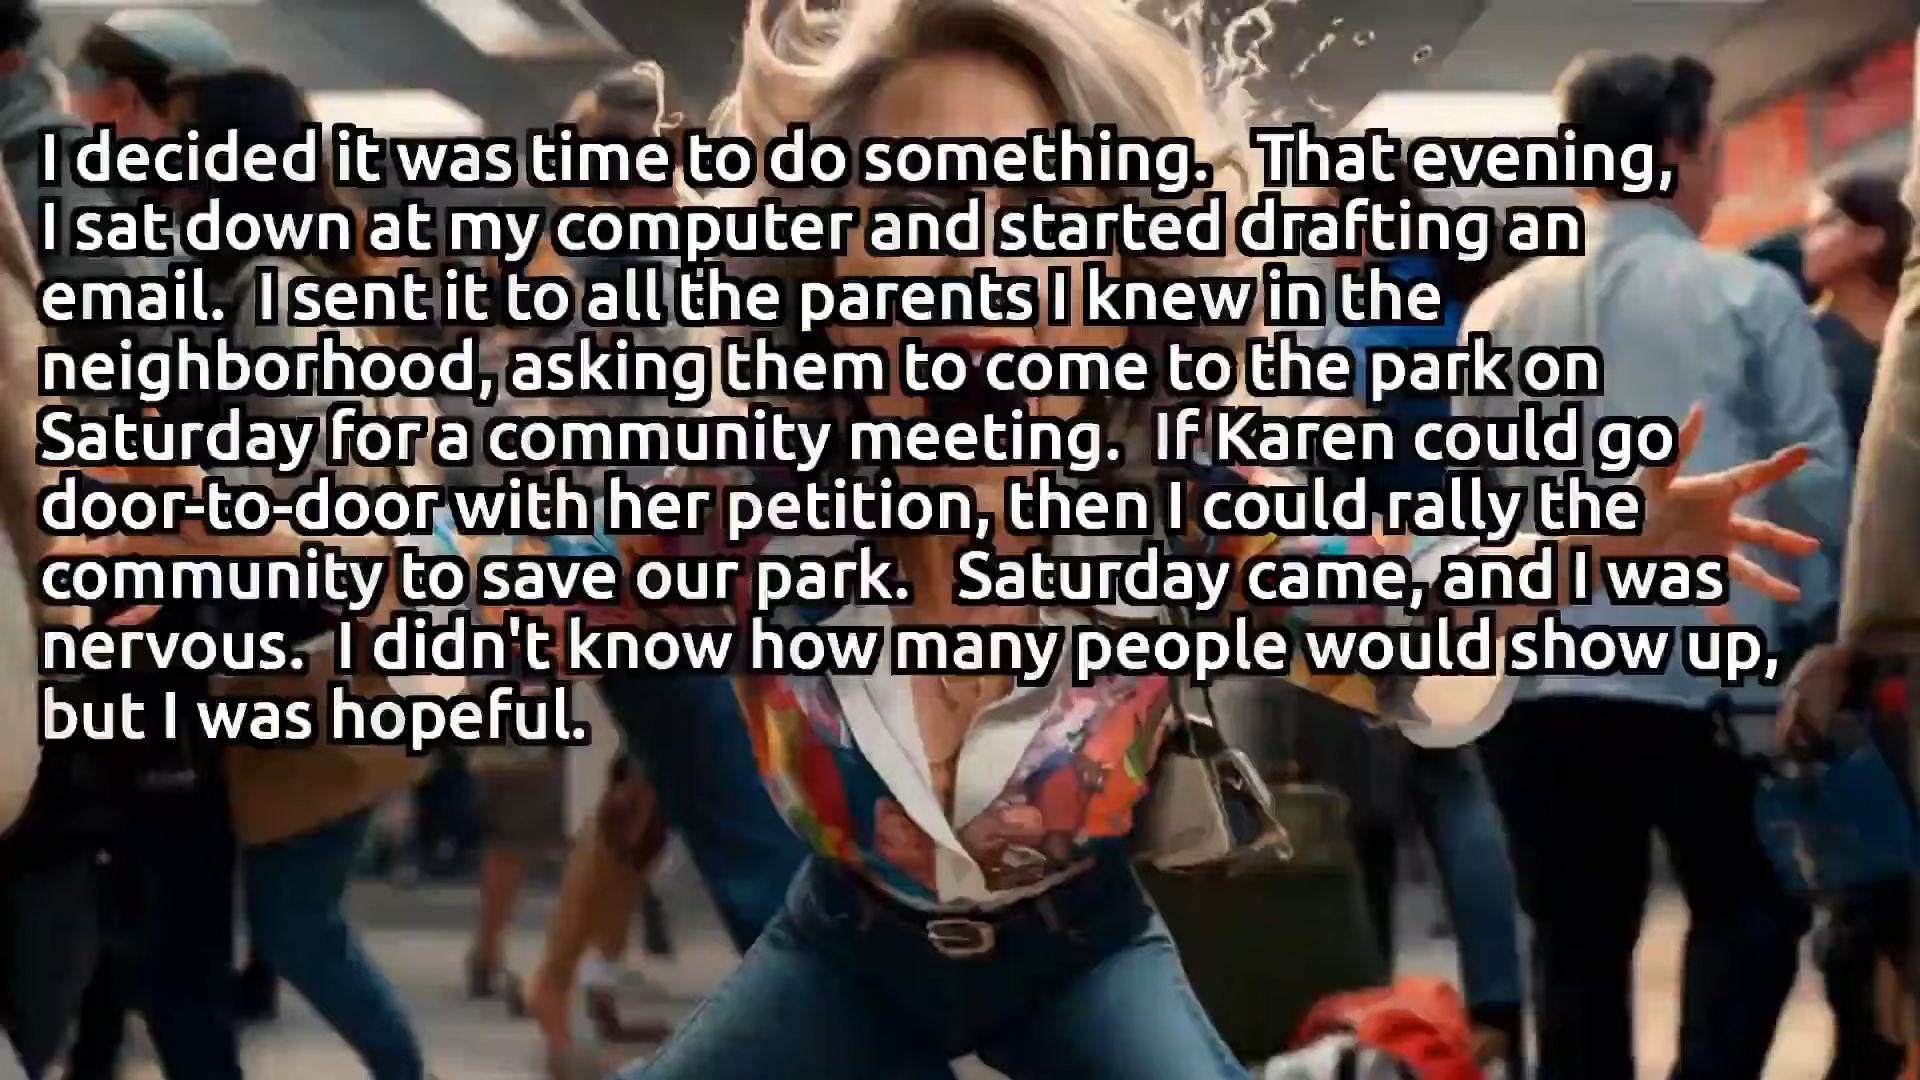 I decided it was time to do something.   That evening,
I sat down at my computer and started drafting an
email.  I sent it to all the parents I knew in the
neighborhood, asking them to come to the park on
Saturday for a community meeting.  If Karen could go
door-to-door with her petition, then I could rally the
community to save our park.   Saturday came, and I was
nervous.  I didn't know how many people would show up,
but I was hopeful.